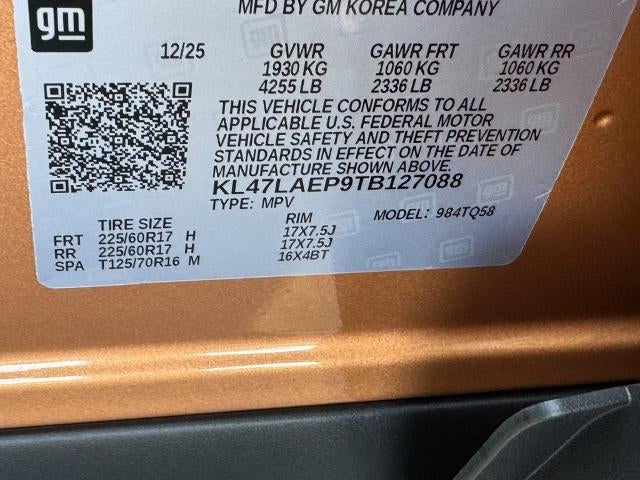 gm
MFD BY GM KOREA COMPANY
12/25 GVWR GAWR FRT GAWR RR
1930 KG 1060 KG 1060 KG
4255 LB 2336 LB 2336 LB
THIS VEHICLE CONFORMS TO ALL
APPLICABLE U.S. FEDERAL MOTOR
VEHICLE SAFETY AND THEFT PREVENTION
STANDARDS IN EFFECT ON THE DATE OF
MANUFACTURE SHOWN ABOVE.
KL47LAEP9TB127088
TYPE: MPV MODEL: 984TQ58
TIRE SIZE RIM
FRT 225/60R17 H 17X7.5J
RR 225/60R17 H 17X7.5J
SPA T125/70R16 M 16X4BT